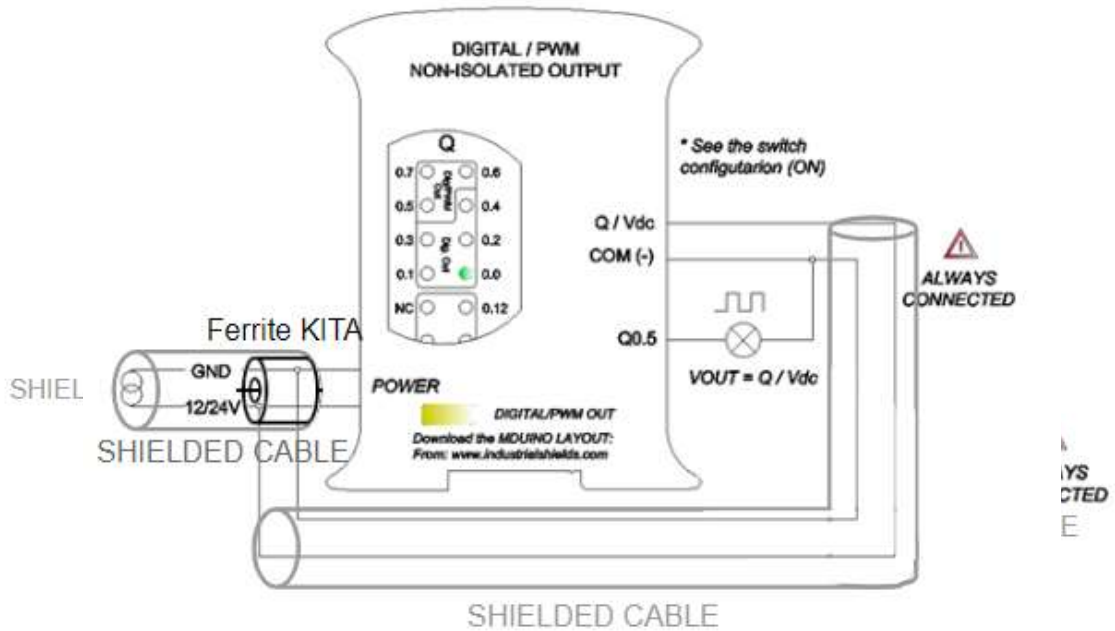 DIGITAL / PWM
NON-ISOLATED OUTPUT
* See the switch
configutarion (ON)
Q
0.7
0.6
0.5
0.4
0.3
Dig. Out
0.2
0.1
0.0
NC
0.12
Q / Vdc
COM (-)
Q0.5
VOUT = Q / Vdc
ALWAYS
CONNECTED
Ferrite KITA
SHIEL
GND
12/24V
SHIELDED CABLE
POWER
DIGITAL/PWM OUT
Download the MDUINO LAYOUT:
From: www.industrialshields.com
YS
CTED
E
SHIELDED CABLE